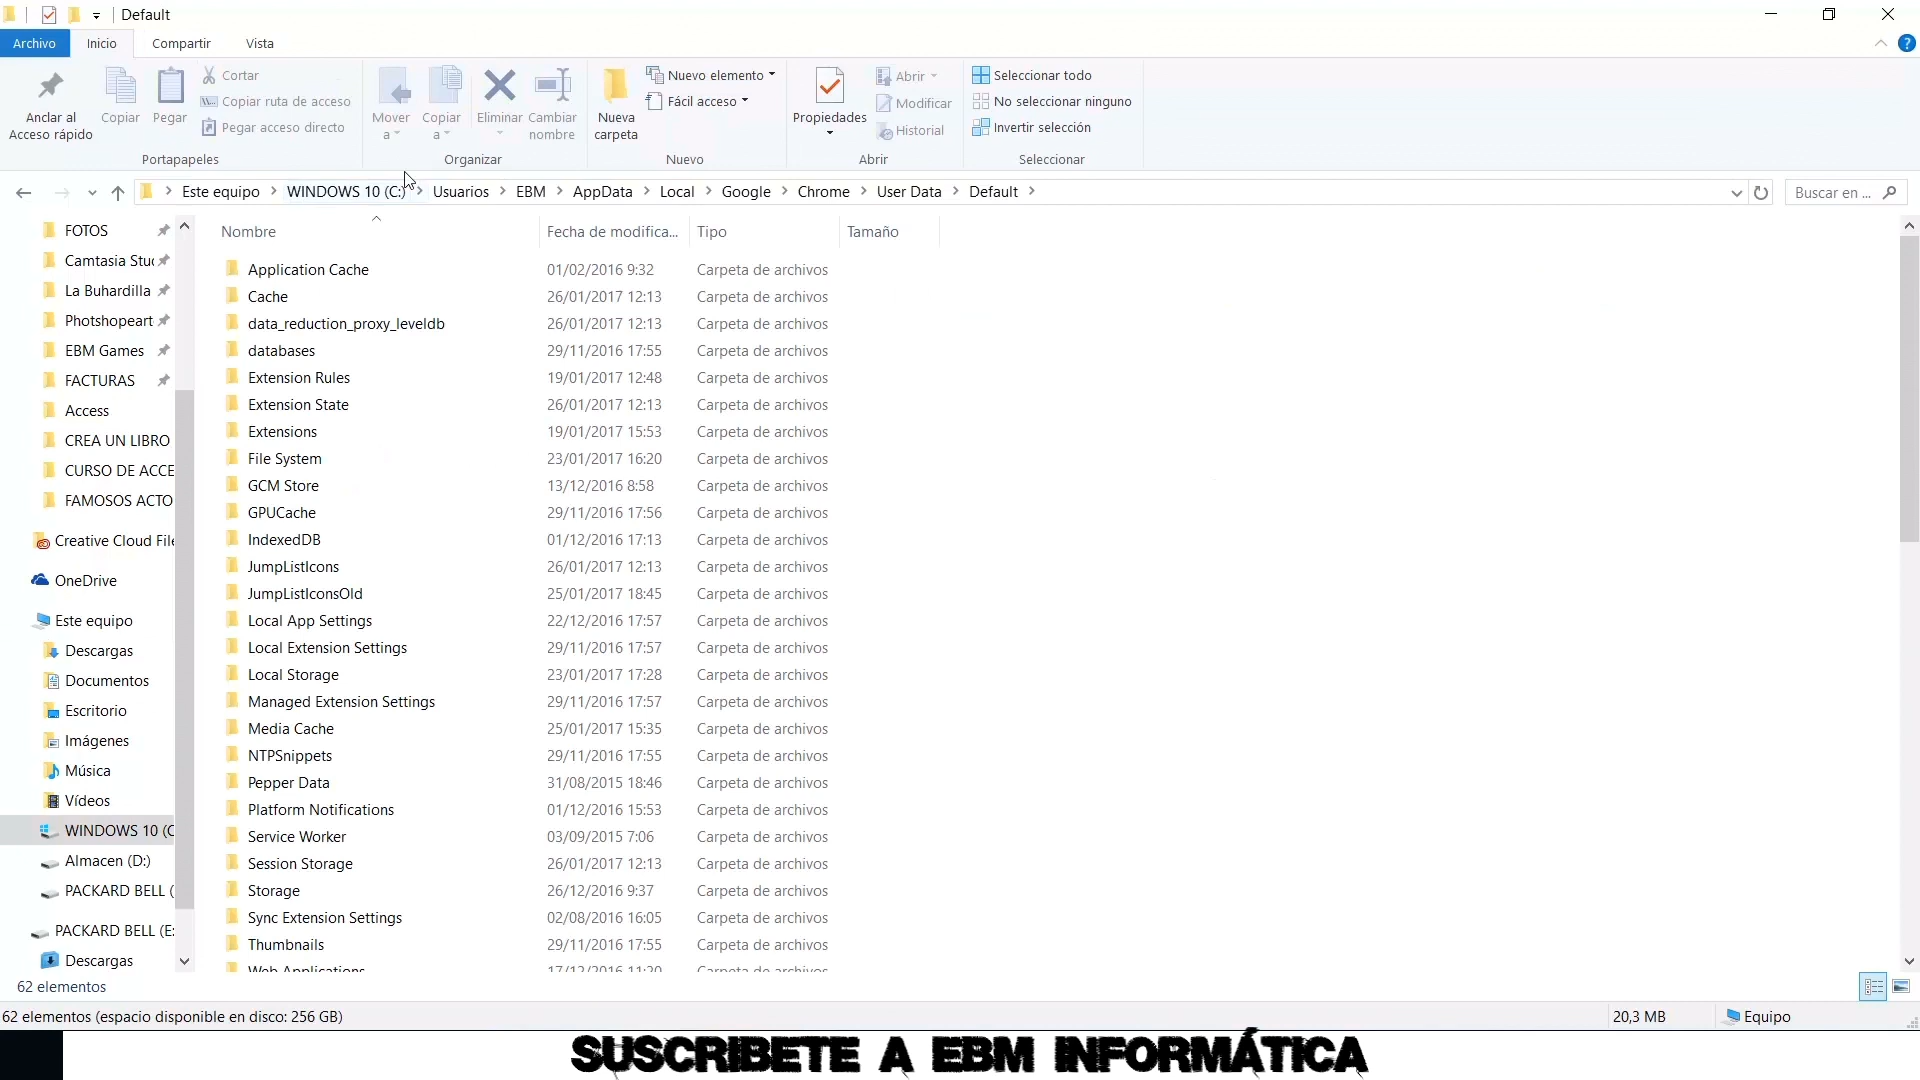 Default
Archivo Inicio Compartir Vista
Anclar al Acceso rápido
Copiar
Pegar
Cortar
Copiar ruta de acceso
Pegar acceso directo
Portapapeles
Mover a
Copiar a
Eliminar
Cambiar nombre
Organizar
Nueva carpeta
Nuevo elemento
Fácil acceso
Nuevo
Propiedades
Abrir
Modificar
Historial
Abrir
Seleccionar todo
No seleccionar ninguno
Invertir selección
Seleccionar
Este equipo > WINDOWS 10 (C:) > Usuarios > EBM > AppData > Local > Google > Chrome > User Data > Default >
Buscar en ...
FOTOS
Camtasia Stu
La Buhardilla
Photshopeart
EBM Games
FACTURAS
Access
CREA UN LIBRO
CURSO DE ACCE
FAMOSOS ACTO
Creative Cloud File
OneDrive
Este equipo
Descargas
Documentos
Escritorio
Imágenes
Música
Vídeos
WINDOWS 10 (C
Almacen (D:)
PACKARD BELL (
PACKARD BELL (E:
Descargas
Nombre Fecha de modifica... Tipo Tamaño
Application Cache 01/02/2016 9:32 Carpeta de archivos
Cache 26/01/2017 12:13 Carpeta de archivos
data_reduction_proxy_leveldb 26/01/2017 12:13 Carpeta de archivos
databases 29/11/2016 17:55 Carpeta de archivos
Extension Rules 19/01/2017 12:48 Carpeta de archivos
Extension State 26/01/2017 12:13 Carpeta de archivos
Extensions 19/01/2017 15:53 Carpeta de archivos
File System 23/01/2017 16:20 Carpeta de archivos
GCM Store 13/12/2016 8:58 Carpeta de archivos
GPUCache 29/11/2016 17:56 Carpeta de archivos
IndexedDB 01/12/2016 17:13 Carpeta de archivos
JumpListIcons 26/01/2017 12:13 Carpeta de archivos
JumpListIconsOld 25/01/2017 18:45 Carpeta de archivos
Local App Settings 22/12/2016 17:57 Carpeta de archivos
Local Extension Settings 29/11/2016 17:57 Carpeta de archivos
Local Storage 23/01/2017 17:28 Carpeta de archivos
Managed Extension Settings 29/11/2016 17:57 Carpeta de archivos
Media Cache 25/01/2017 15:35 Carpeta de archivos
NTPSnippets 29/11/2016 17:55 Carpeta de archivos
Pepper Data 31/08/2015 18:46 Carpeta de archivos
Platform Notifications 01/12/2016 15:53 Carpeta de archivos
Service Worker 03/09/2015 7:06 Carpeta de archivos
Session Storage 26/01/2017 12:13 Carpeta de archivos
Storage 26/12/2016 9:37 Carpeta de archivos
Sync Extension Settings 02/08/2016 16:05 Carpeta de archivos
Thumbnails 29/11/2016 17:55 Carpeta de archivos
Web Applications 17/12/2016 11:20 Carpeta de archivos
62 elementos
62 elementos (espacio disponible en disco: 256 GB) 20,3 MB Equipo
SUSCRIBETE A EBM INFORMÁTICA